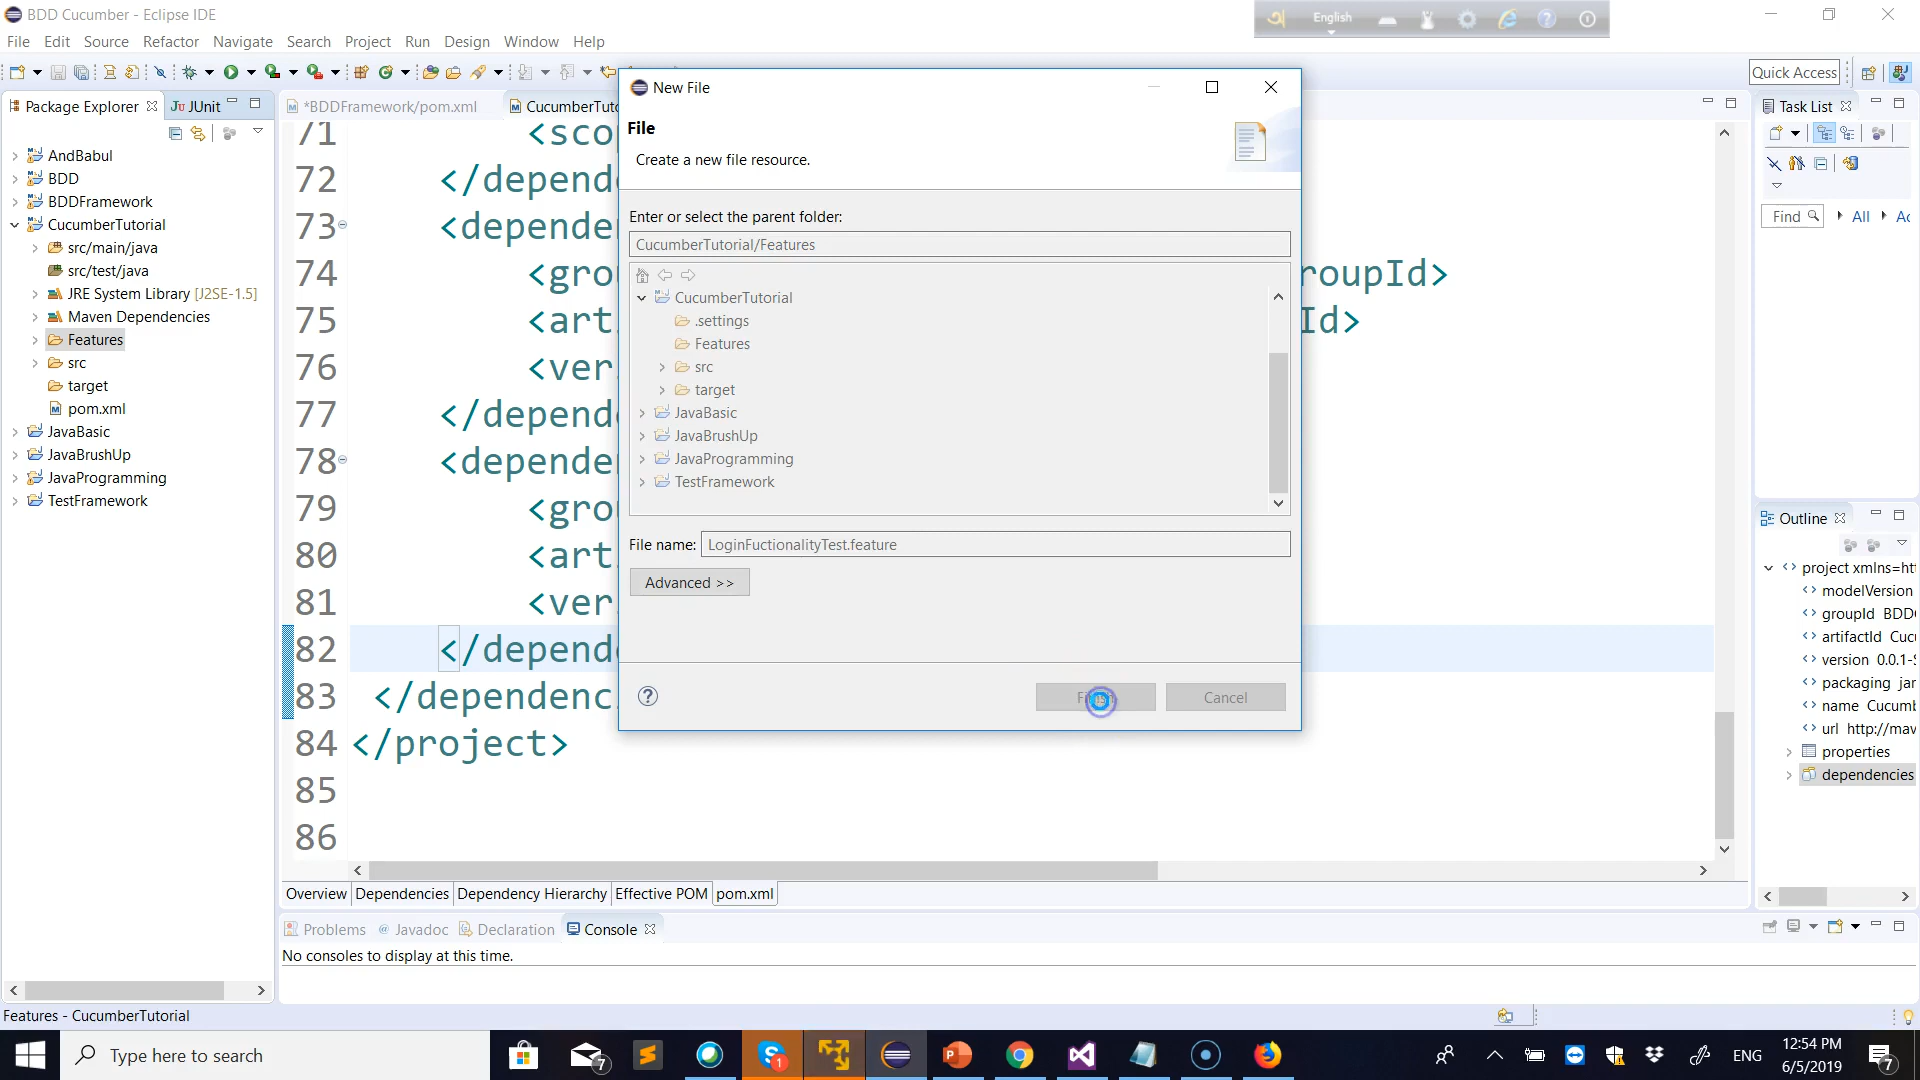 BDD Cucumber - Eclipse IDE
English
File Edit Source Refactor Navigate Search Project Run Design Window Help
Quick Access
Package Explorer
JUnit
*BDDFramework/pom.xml
AndBabul
BDD
BDDFramework
CucumberTutorial
src/main/java
src/test/java
JRE System Library [J2SE-1.5]
Maven Dependencies
Features
src
target
pom.xml
JavaBasic
JavaBrushUp
JavaProgramming
TestFramework
71 <sco
72 </depend
73 <depende
74 <gro roupId>
75 <art Id>
76 <ver
77 </depend
78 <depende
79 <gro
80 <art
81 <ver
82 </depend
83 </dependenc
84 </project>
85
86
New File
File
Create a new file resource.
Enter or select the parent folder:
CucumberTutorial/Features
CucumberTutorial
.settings
Features
src
target
JavaBasic
JavaBrushUp
JavaProgramming
TestFramework
File name: LoginFuctionalityTest.feature
Advanced >>
Cancel
Overview Dependencies Dependency Hierarchy Effective POM pom.xml
Problems @ Javadoc Declaration Console
No consoles to display at this time.
Task List
Find All
Outline
project xmlns=htt
modelVersion
groupId BDD
artifactId Cuc
version 0.0.1-S
packaging jar
name Cucumb
url http://mav
properties
dependencies
Features - CucumberTutorial
Type here to search
7
1
ENG
12:54 PM
6/5/2019
7